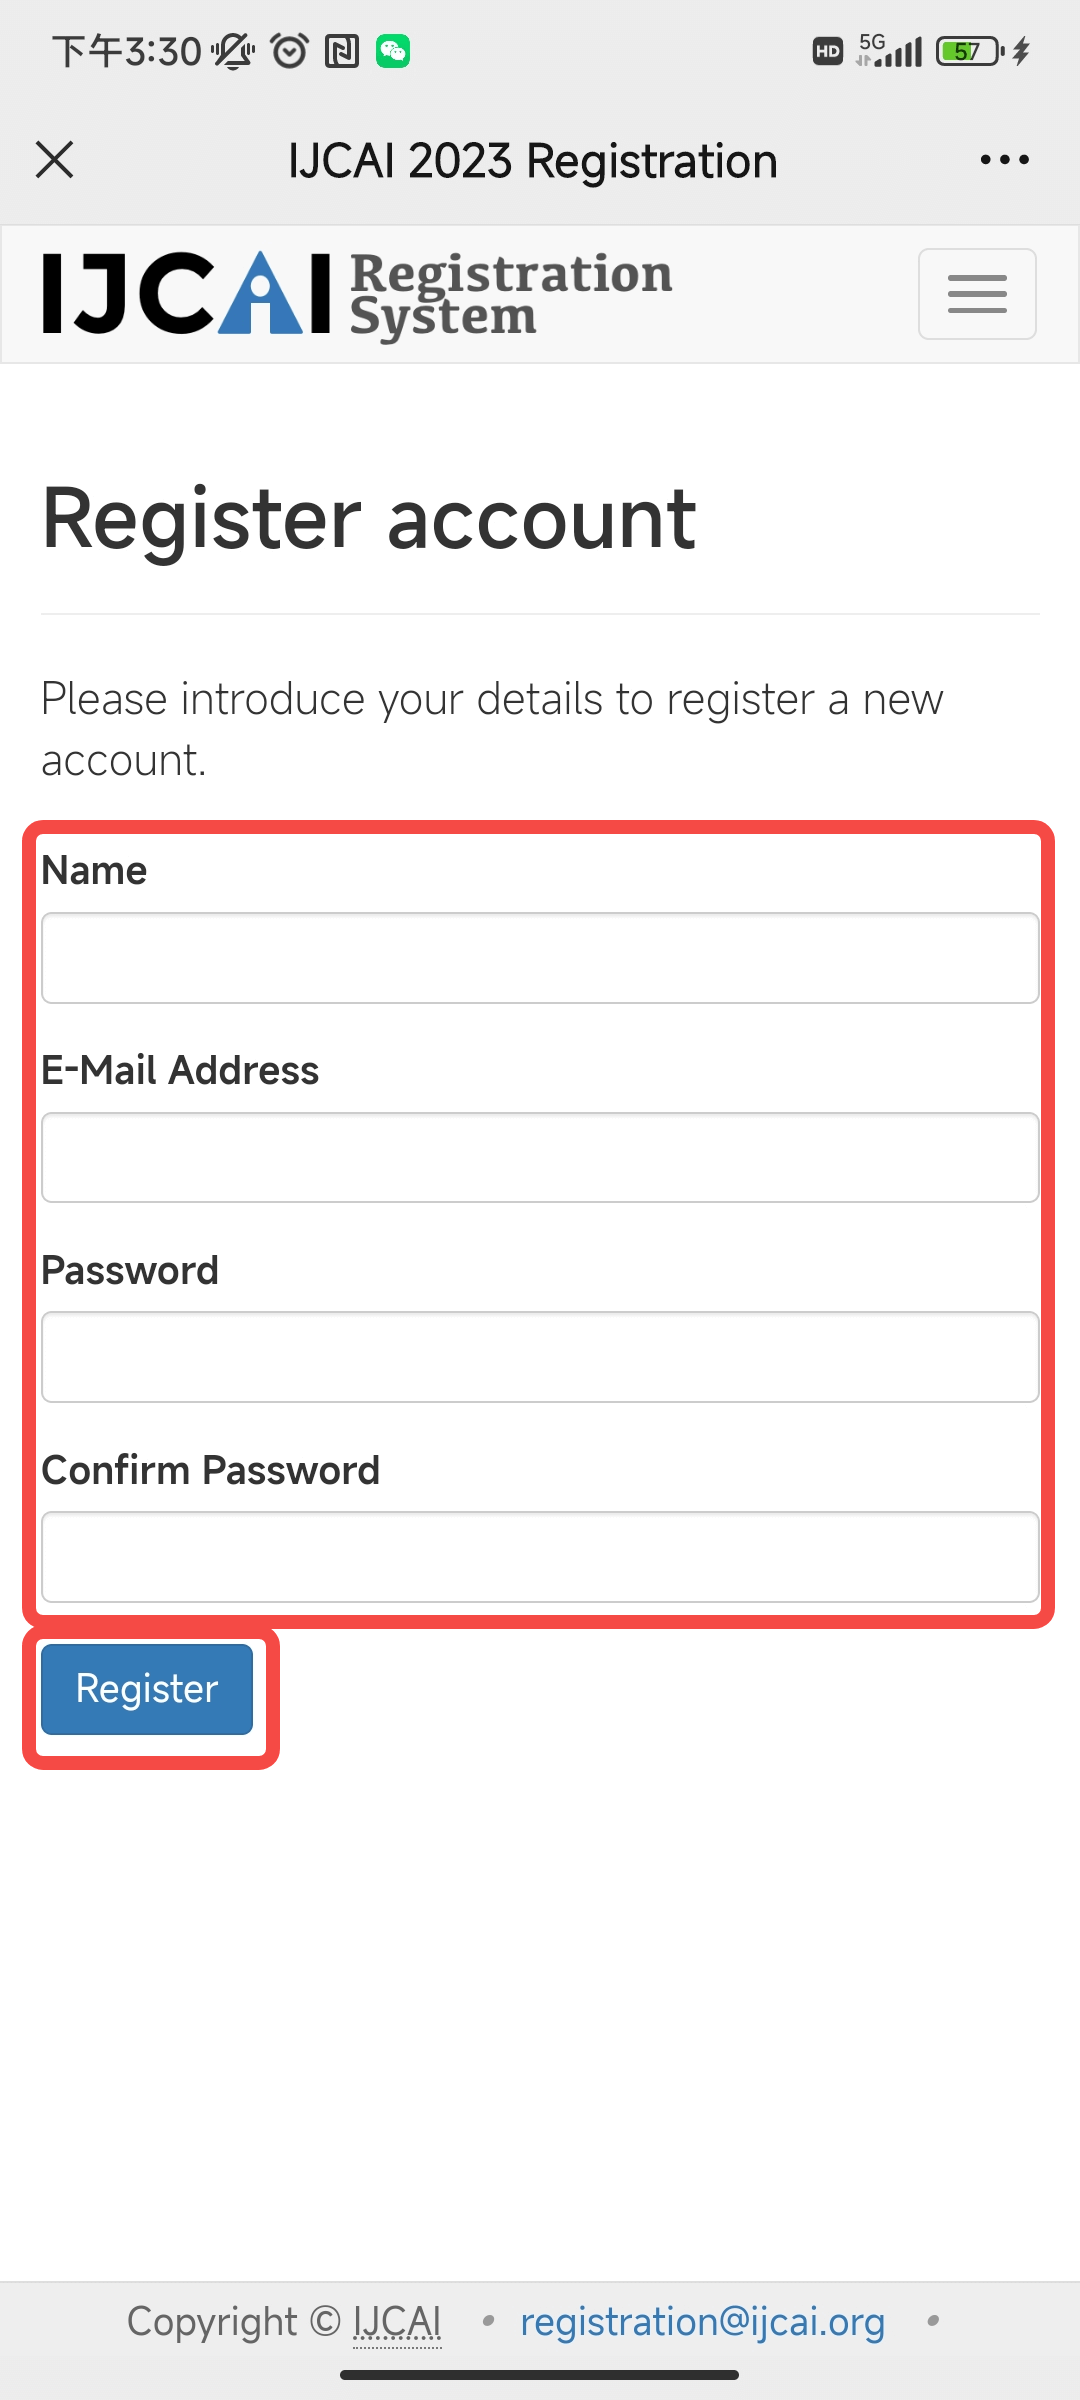 下午3:30 HD 5G 57
IJCAI 2023 Registration
IJCAI Registration
System
Register account
Please introduce your details to register a new
account.
Name
E-Mail Address
Password
Confirm Password
Register
Copyright © IJCAI • registration@ijcai.org •